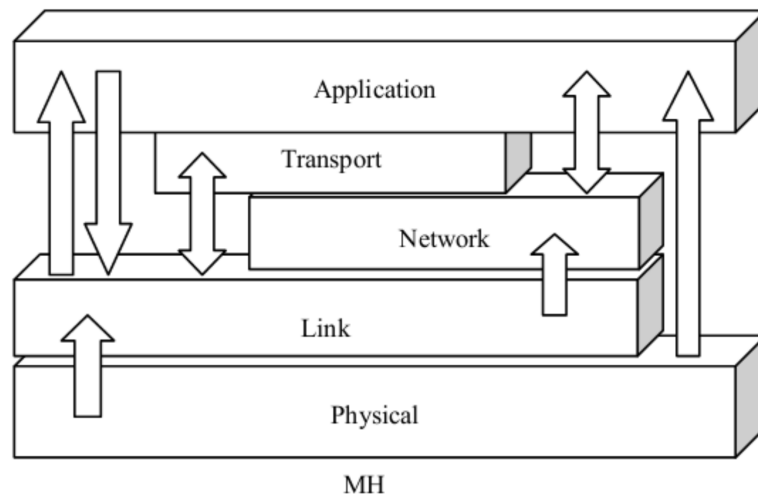 Application
Transport
Network
Link
Physical
MH